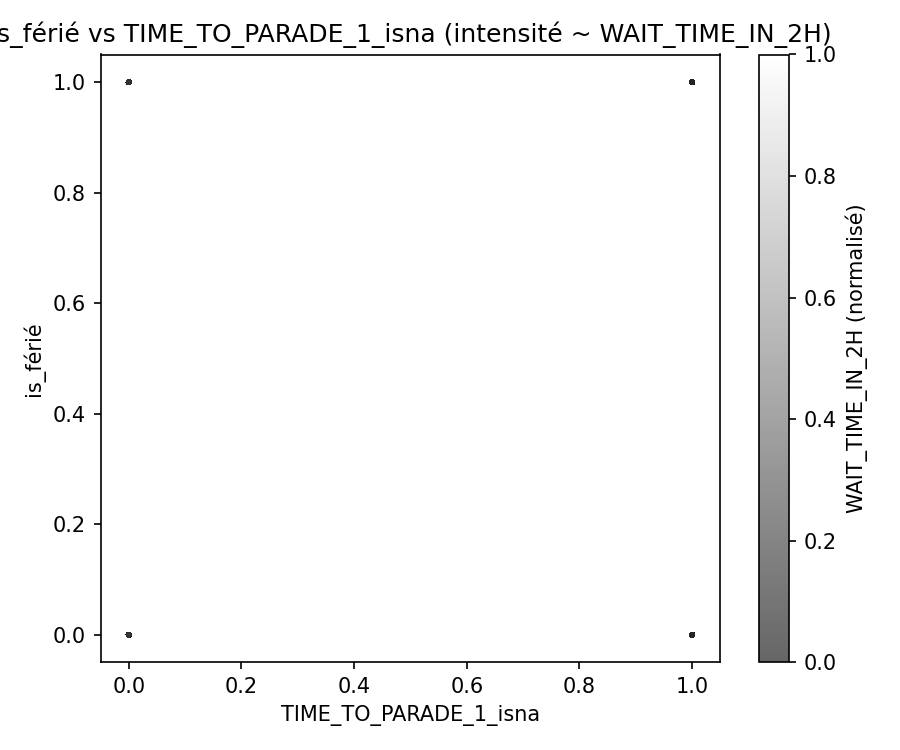 s_férié vs TIME_TO_PARADE_1_isna (intensité ~ WAIT_TIME_IN_2H)
1.0
0.8
0.6
0.4
0.2
0.0
is_férié
0.0 0.2 0.4 0.6 0.8 1.0
TIME_TO_PARADE_1_isna
1.0
0.8
0.6
0.4
0.2
0.0
WAIT_TIME_IN_2H (normalisé)